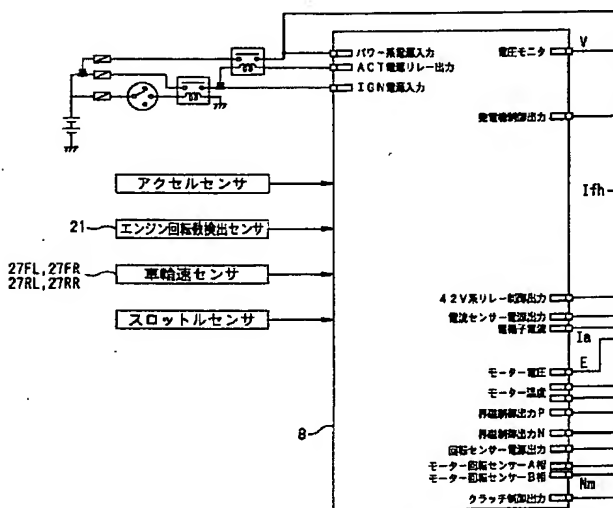 パワー系電源入力
ACT電源リレー出力
IGN電源入力
電圧モニタ
V
発電機制御出力
Ifh
アクセルセンサ
21
エンジン回転数検出センサ
27FL,27FR
27RL,27RR
車輪速センサ
スロットルセンサ
8
42V系リレー制御出力
電流センサー電源出力
電機子電流
Ia
E
モーター電圧
モーター温度
界磁制御出力P
界磁制御出力N
回転センサー電源出力
モーター回転センサーA相
モーター回転センサーB相
Nm
クラッチ制御出力